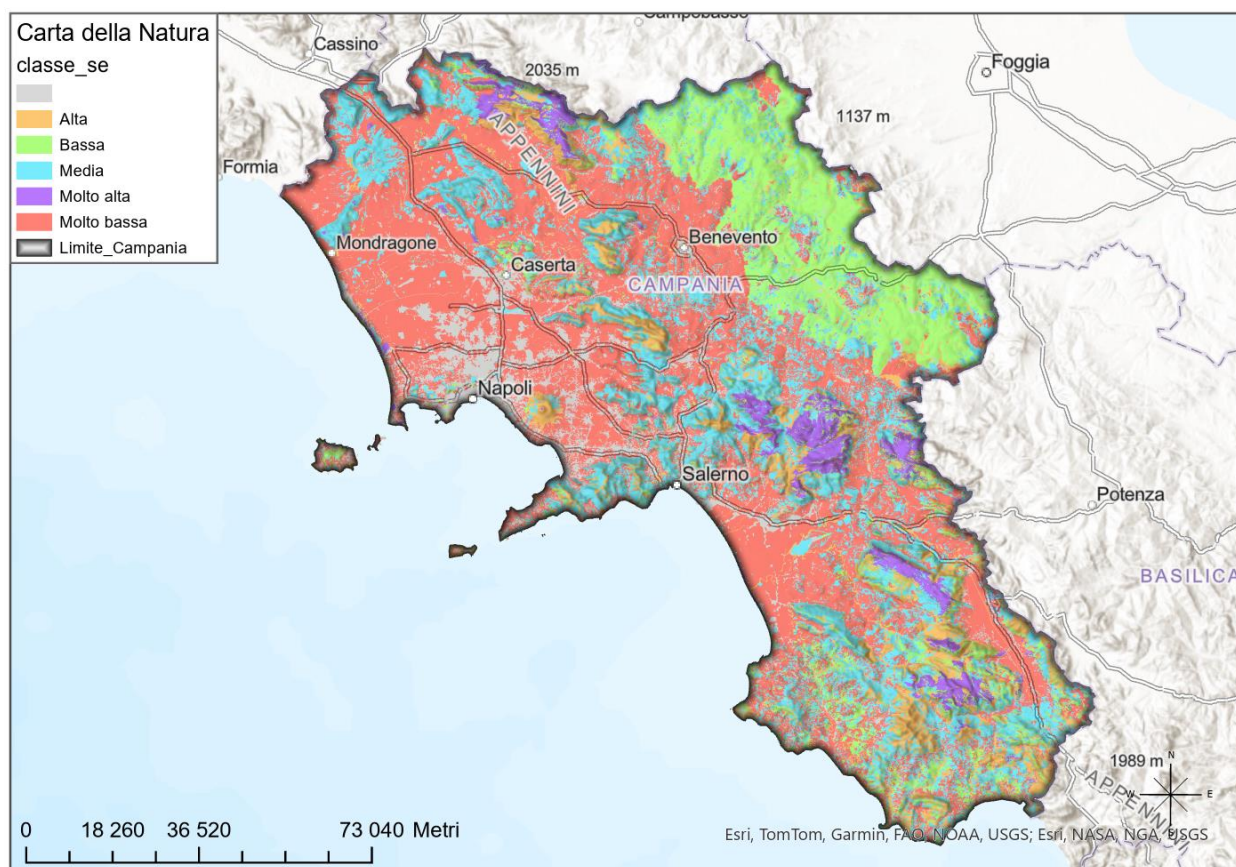 Carta della Natura
classe_se
Alta
Bassa
Media
Molto alta
Molto bassa
Limite_Campania
Campobasso
Cassino
2035 m
Foggia
1137 m
APPENNINI
Formia
Mondragone
Benevento
Caserta
CAMPANIA
Napoli
Salerno
Potenza
BASILICA
1989 m
APPENNINI
N
W
E
S
0 18 260 36 520 73 040 Metri
Esri, TomTom, Garmin, FAO, NOAA, USGS; Esri, NASA, NGA, USGS